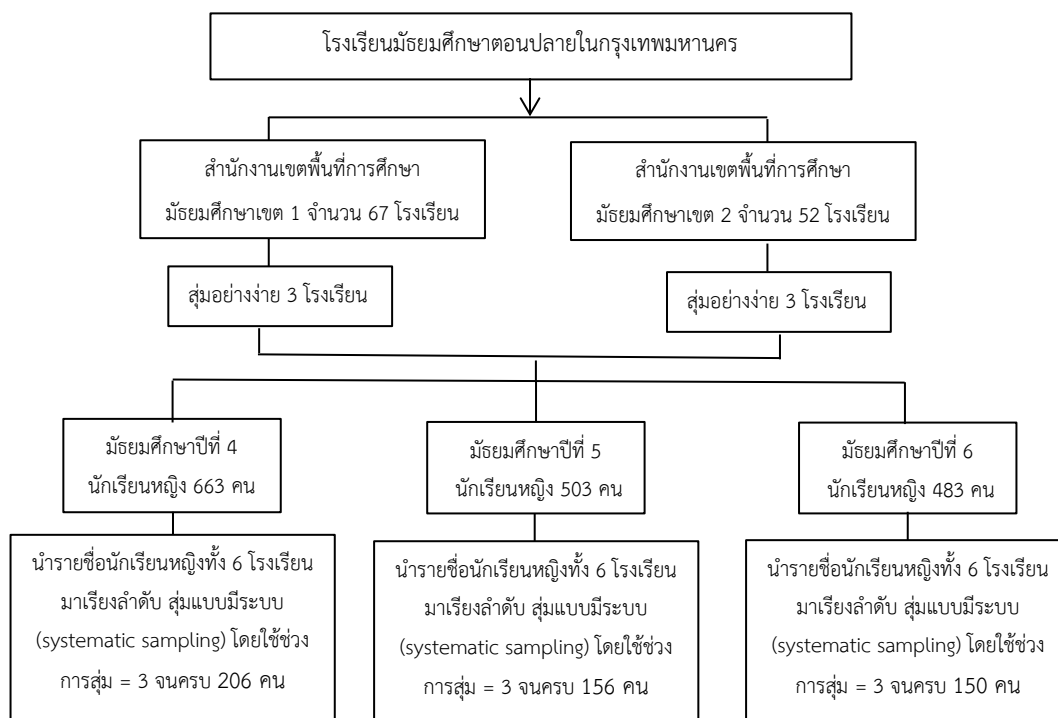 โรงเรียนมัธยมศึกษาตอนปลายในกรุงเทพมหานคร
สำนักงานเขตพื้นที่การศึกษา
มัธยมศึกษาเขต 1 จำนวน 67 โรงเรียน
สำนักงานเขตพื้นที่การศึกษา
มัธยมศึกษาเขต 2 จำนวน 52 โรงเรียน
สุ่มอย่างง่าย 3 โรงเรียน
สุ่มอย่างง่าย 3 โรงเรียน
มัธยมศึกษาปีที่ 4
นักเรียนหญิง 663 คน
มัธยมศึกษาปีที่ 5
นักเรียนหญิง 503 คน
มัธยมศึกษาปีที่ 6
นักเรียนหญิง 483 คน
นำรายชื่อนักเรียนหญิงทั้ง 6 โรงเรียน
มาเรียงลำดับ สุ่มแบบมีระบบ
(systematic sampling) โดยใช้ช่วง
การสุ่ม = 3 จนครบ 206 คน
นำรายชื่อนักเรียนหญิงทั้ง 6 โรงเรียน
มาเรียงลำดับ สุ่มแบบมีระบบ
(systematic sampling) โดยใช้ช่วง
การสุ่ม = 3 จนครบ 156 คน
นำรายชื่อนักเรียนหญิงทั้ง 6 โรงเรียน
มาเรียงลำดับ สุ่มแบบมีระบบ
(systematic sampling) โดยใช้ช่วง
การสุ่ม = 3 จนครบ 150 คน